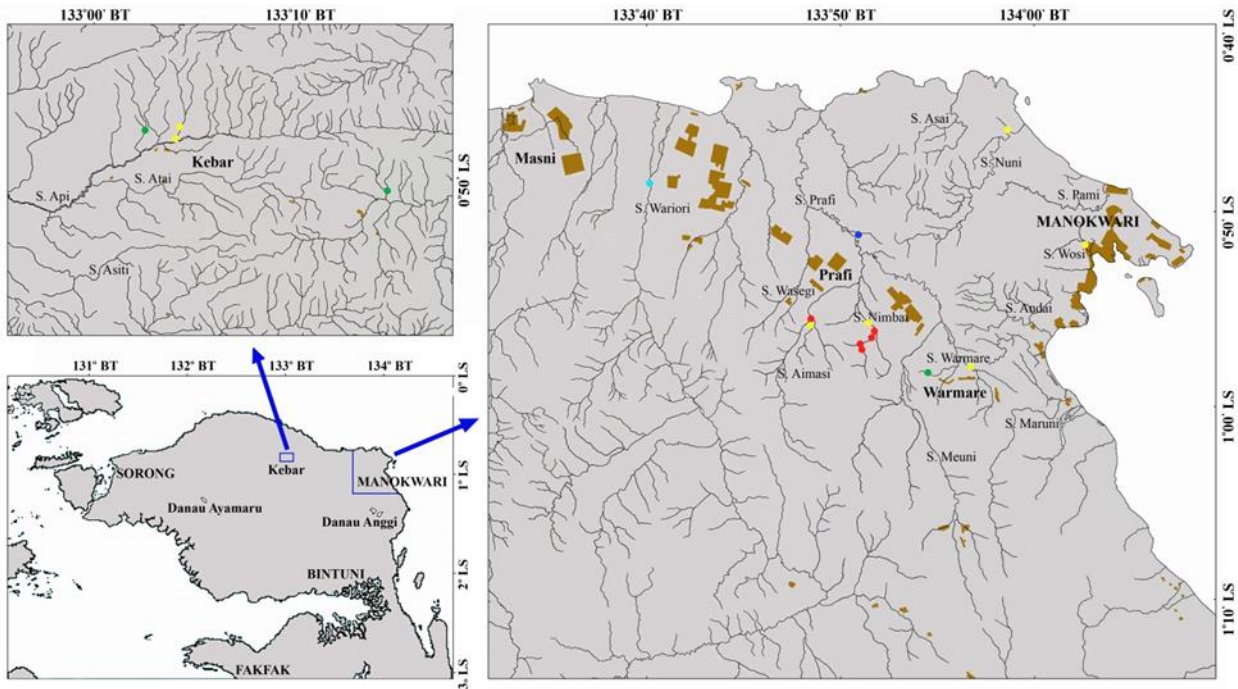 133° 00' BT
133° 10' BT
Kebar
S. Atai
S. Api
S. Asiti
0°50' LS
131° BT
132° BT
133° BT
134° BT
0° LS
1° LS
2° LS
3. LS
SORONG
Kebar
MANOKWARI
Danau Ayamaru
Danau Anggi
BINTUNI
FAKFAK
133°40' BT
133°50' BT
134°00' BT
0°40' LS
0°50' LS
1°00' LS
1°10' LS
Masni
S. Asai
S. Nuni
S. Wariori
S. Prafi
S. Pami
MANOKWARI
S. Wosi
Prafi
S. Wasegi
S. Nimbai
S. Andai
S. Aimasi
S. Warmare
Warmare
S. Maruni
S. Meuni